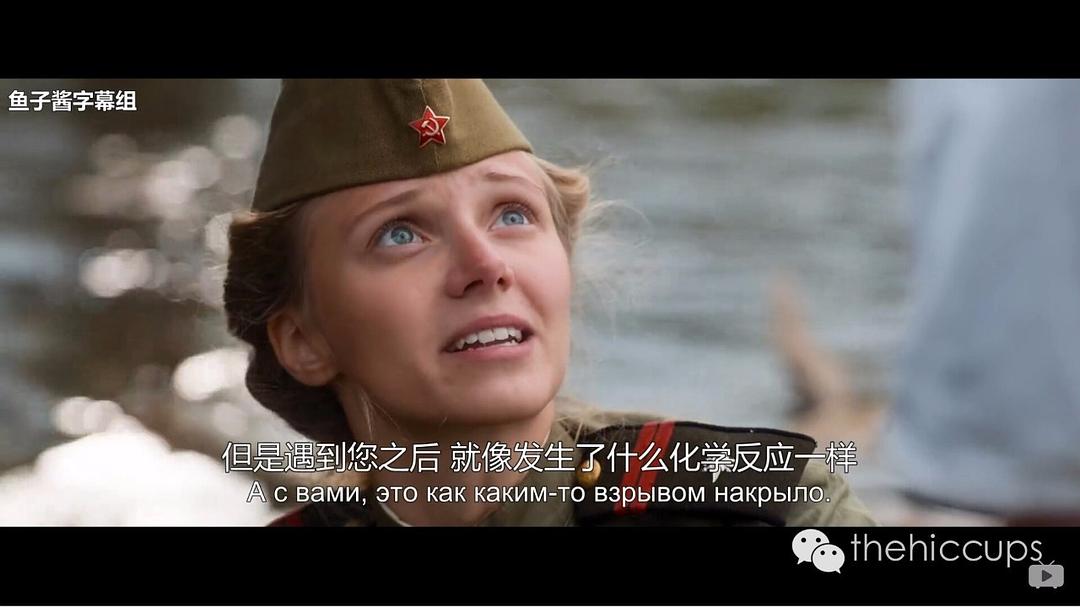 鱼子酱字幕组
但是遇到您之后 就像发生了什么化学反应一样
А с вами, это как каким-то взрывом накрыло.
thehiccups